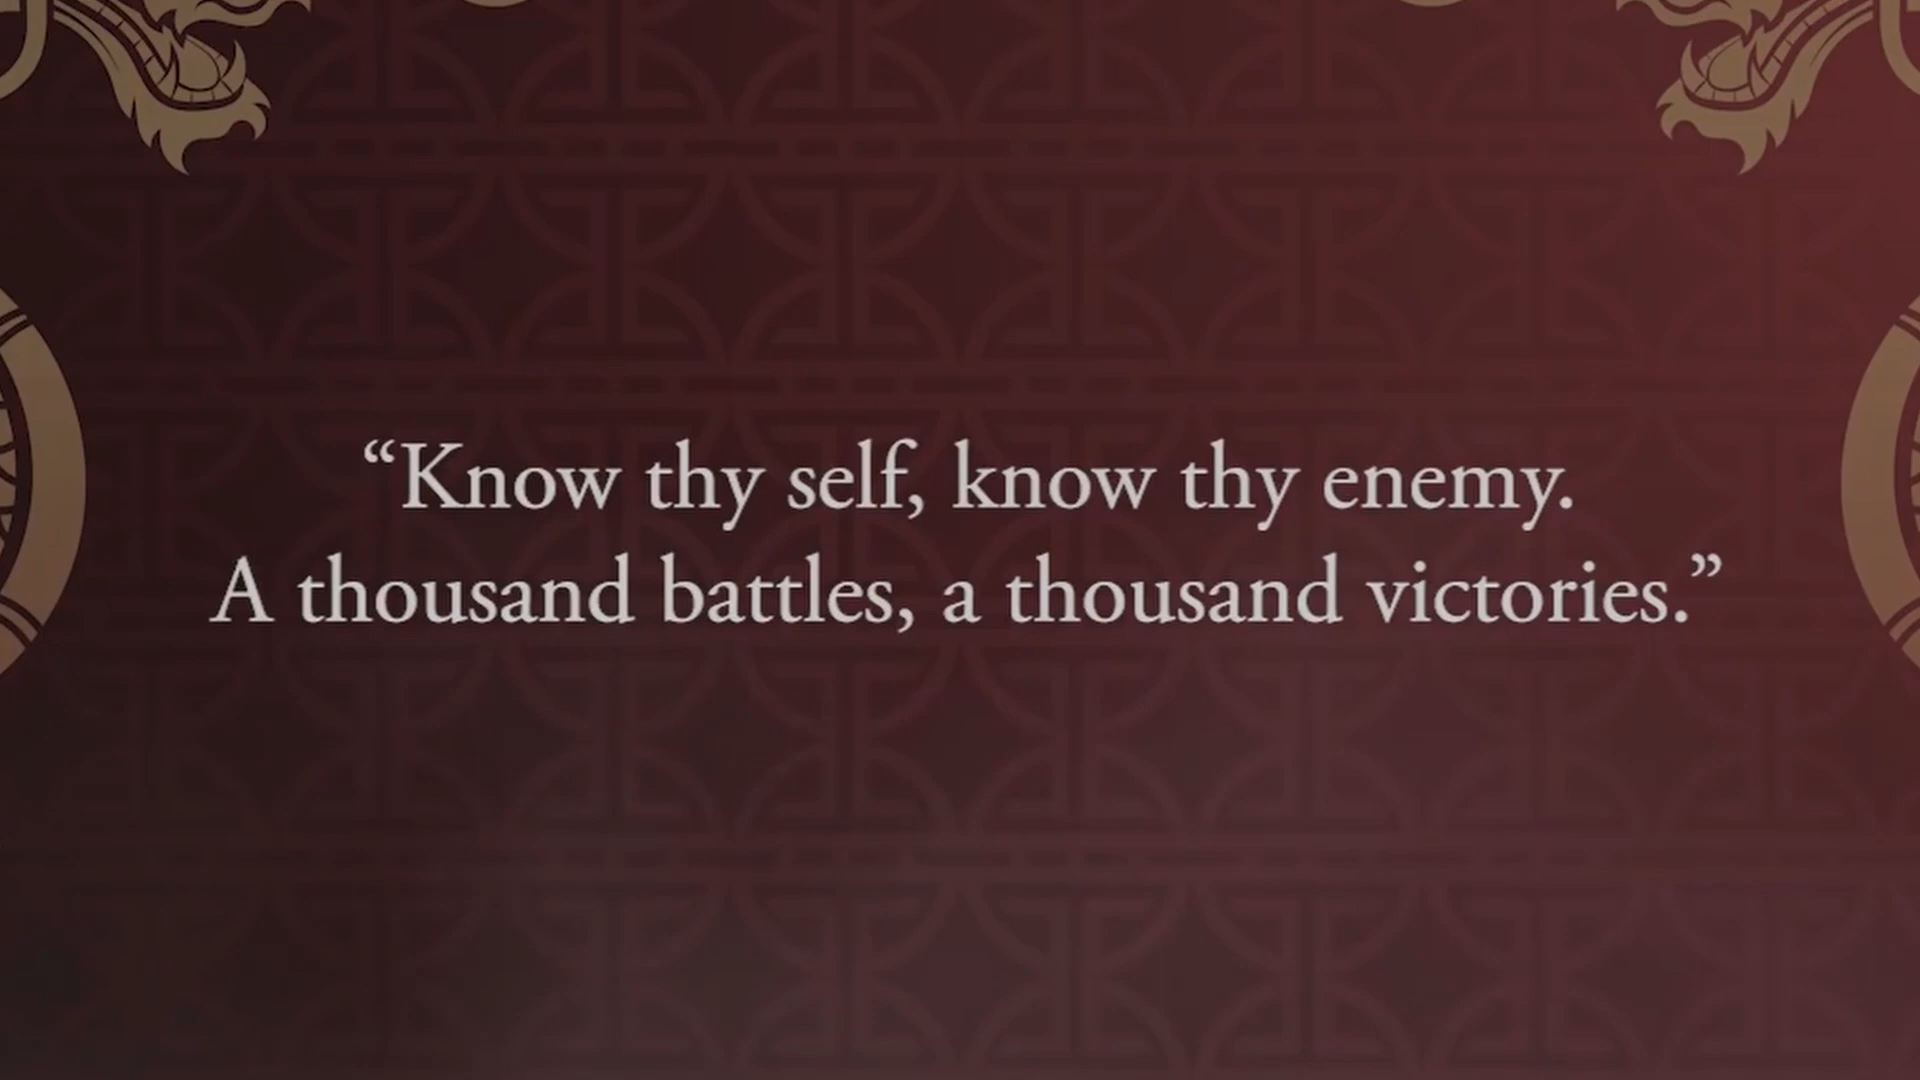 “Know thy self, know thy enemy.
A thousand battles, a thousand victories.”